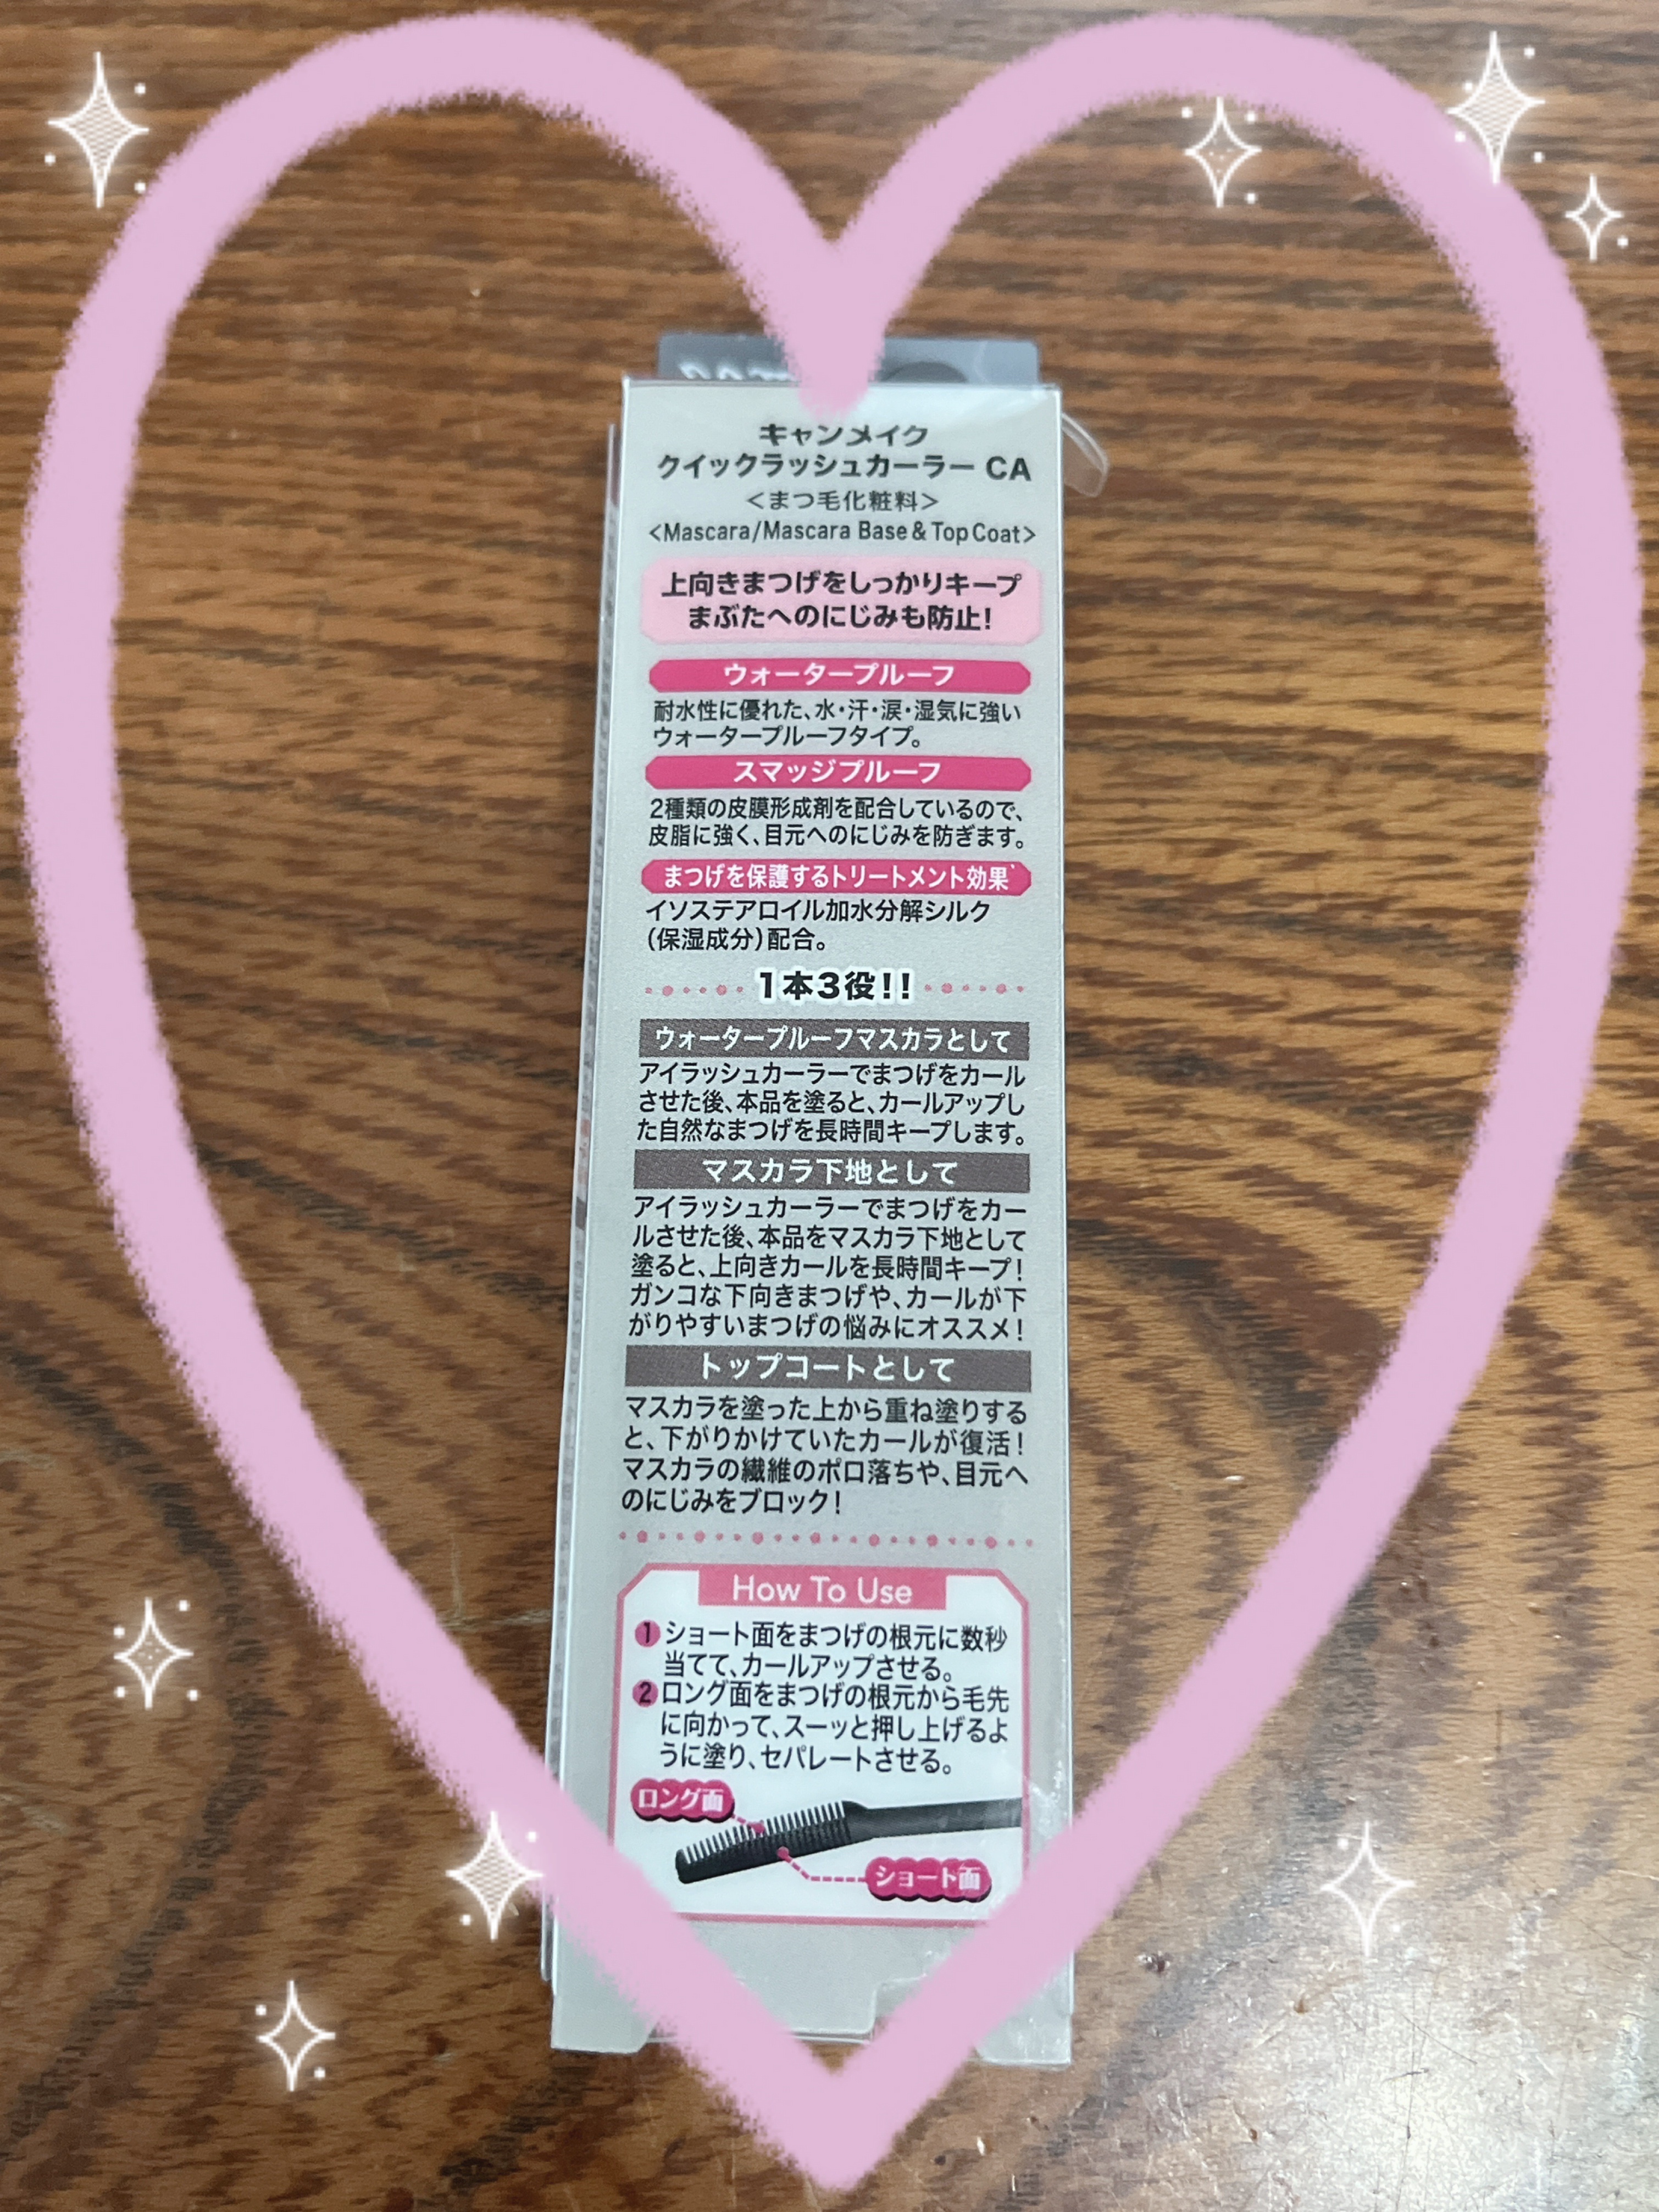 キャンメイク
クイックラッシュカーラー CA
＜まつ毛化粧料＞
<Mascara/Mascara Base & Top Coat>
上向きまつげをしっかりキープ
まぶたへのにじみも防止！
ウォータープルーフ
耐水性に優れた、水・汗・涙・湿気に強い
ウォータープルーフタイプ。
スマッジプルーフ
2種類の皮膜形成剤を配合しているので、
皮脂に強く、目元へのにじみを防ぎます。
まつげを保護するトリートメント効果
イソステアロイル加水分解シルク
（保湿成分）配合。
1本3役！！
ウォータープルーフマスカラとして
アイラッシュカーラーでまつげをカール
させた後、本品を塗ると、カールアップし
た自然なまつげを長時間キープします。
マスカラ下地として
アイラッシュカーラーでまつげをカー
ルさせた後、本品をマスカラ下地として
塗ると、上向きカールを長時間キープ！
ガンコな下向きまつげや、カールが下
がりやすいまつげの悩みにオススメ！
トップコートとして
マスカラを塗った上から重ね塗りする
と、下がりかけていたカールが復活！
マスカラの繊維のポロ落ちや、目元へ
のにじみをブロック！
How To Use
1 ショート面をまつげの根元に数秒
当てて、カールアップさせる。
2 ロング面をまつげの根元から毛先
に向かって、スーッと押し上げるよ
うに塗り、セパレートさせる。
ロング面
ショート面